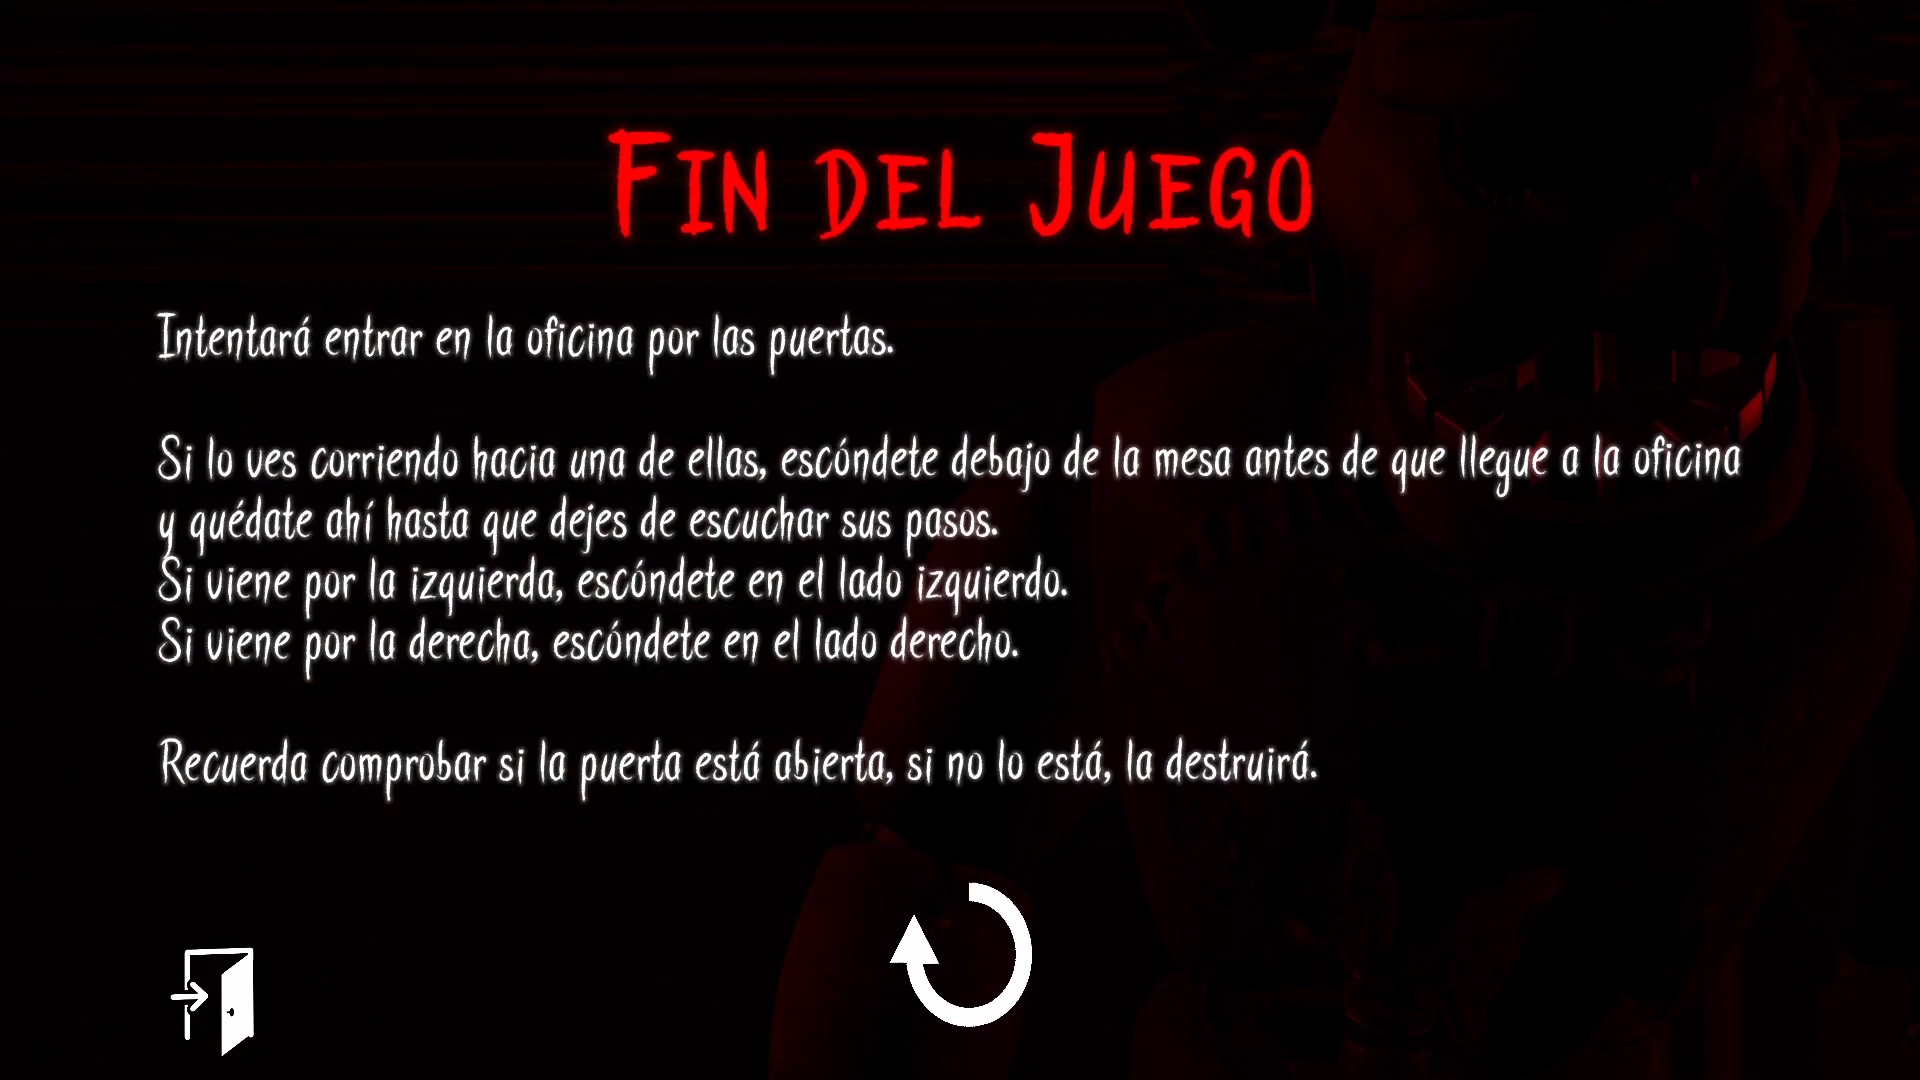 Fin del Juego
Intentará entrar en la oficina por las puertas.
Si lo ves corriendo hacia una de ellas, escóndete debajo de la mesa antes de que llegue a la oficina
y quédate ahí hasta que dejes de escuchar sus pasos.
Si viene por la izquierda, escóndete en el lado izquierdo.
Si viene por la derecha, escóndete en el lado derecho.
Recuerda comprobar si la puerta está abierta, si no lo está, la destruirá.